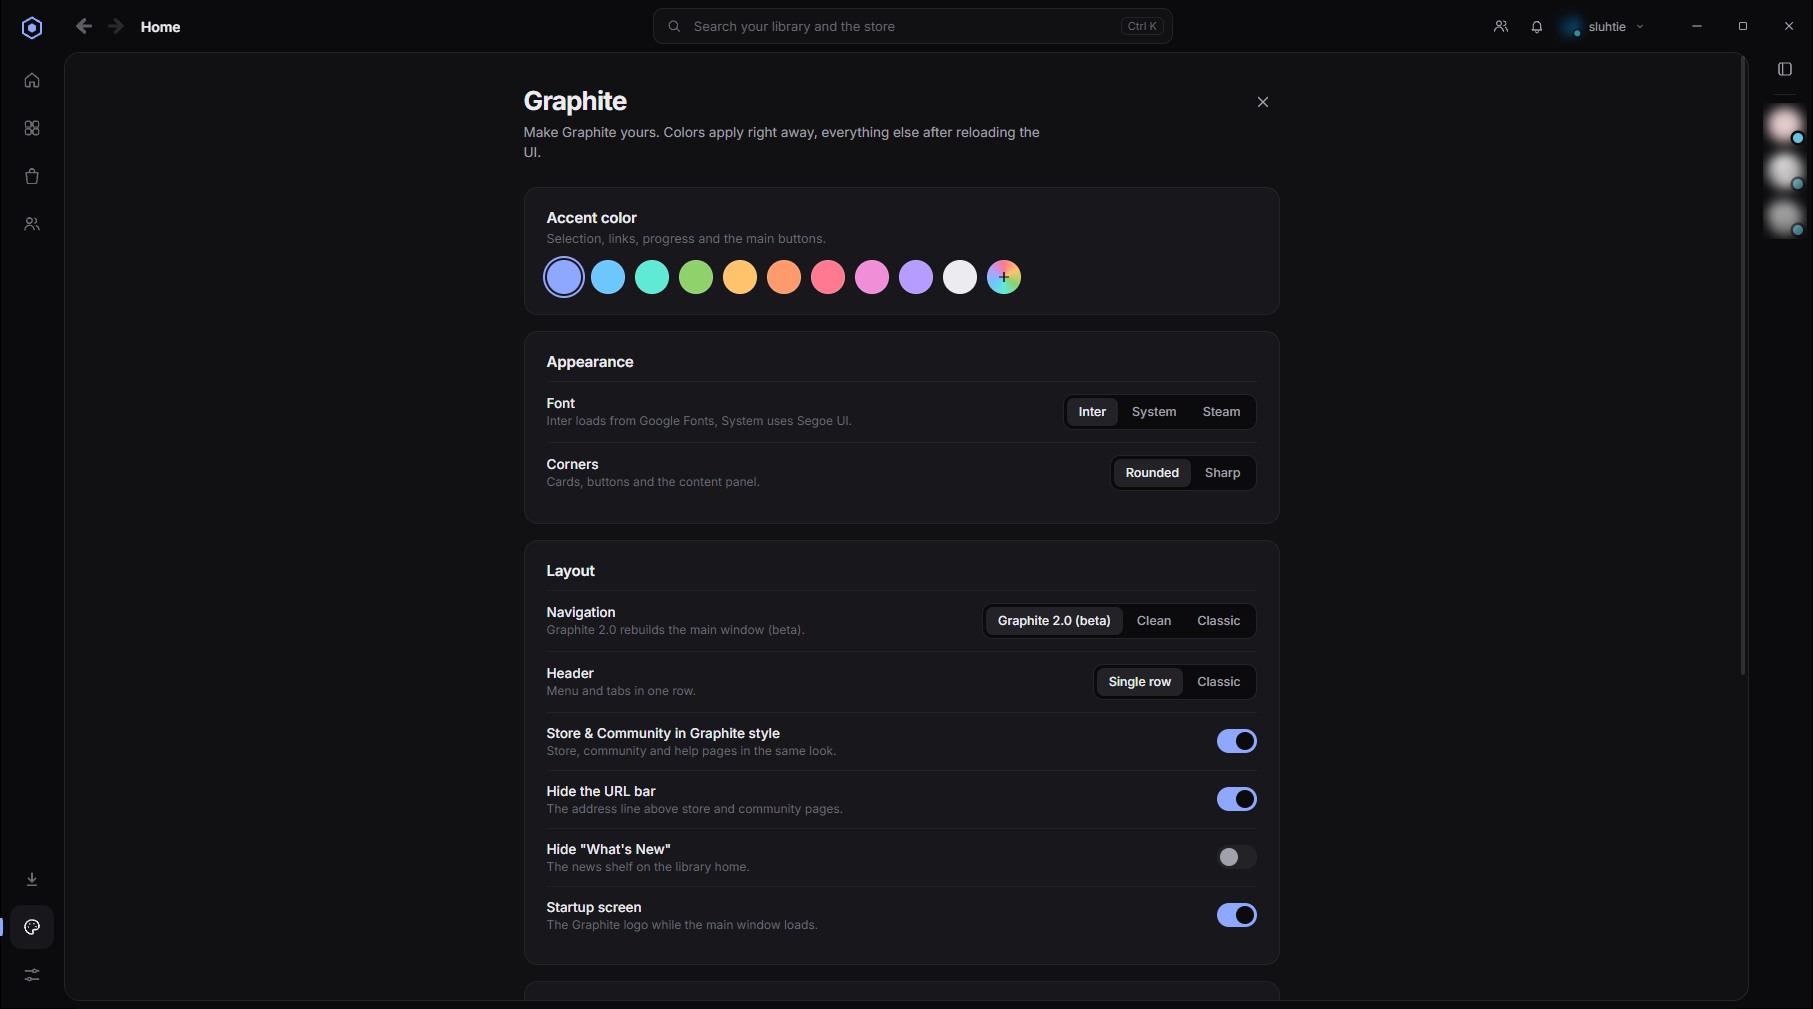 Home
Search your library and the store
Ctrl K
sluhtie
Graphite
Make Graphite yours. Colors apply right away, everything else after reloading the
UI.
Accent color
Selection, links, progress and the main buttons.
Appearance
Font
Inter loads from Google Fonts, System uses Segoe UI.
Inter
System
Steam
Corners
Cards, buttons and the content panel.
Rounded
Sharp
Layout
Navigation
Graphite 2.0 rebuilds the main window (beta).
Graphite 2.0 (beta)
Clean
Classic
Header
Menu and tabs in one row.
Single row
Classic
Store & Community in Graphite style
Store, community and help pages in the same look.
Hide the URL bar
The address line above store and community pages.
Hide "What's New"
The news shelf on the library home.
Startup screen
The Graphite logo while the main window loads.